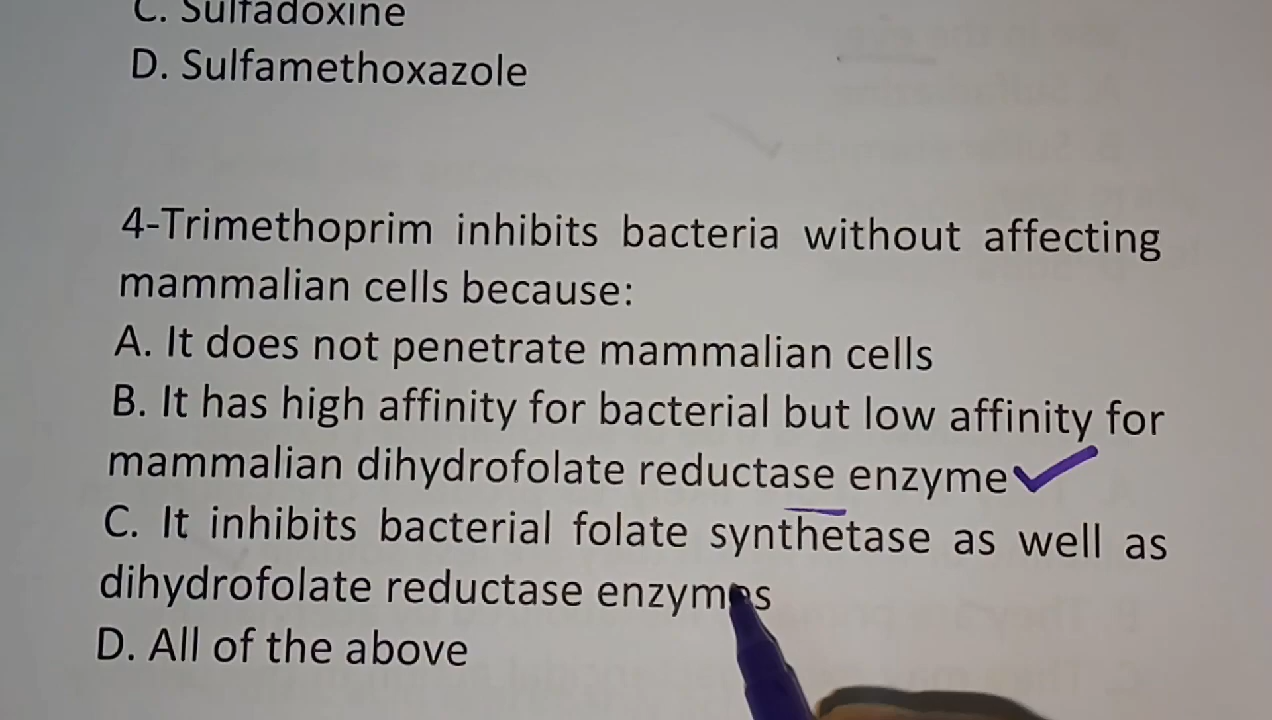 C. Sulfadoxine
D. Sulfamethoxazole
4-Trimethoprim inhibits bacteria without affecting
mammalian cells because:
A. It does not penetrate mammalian cells
B. It has high affinity for bacterial but low affinity for
mammalian dihydrofolate reductase enzyme
C. It inhibits bacterial folate synthetase as well as
dihydrofolate reductase enzymes
D. All of the above